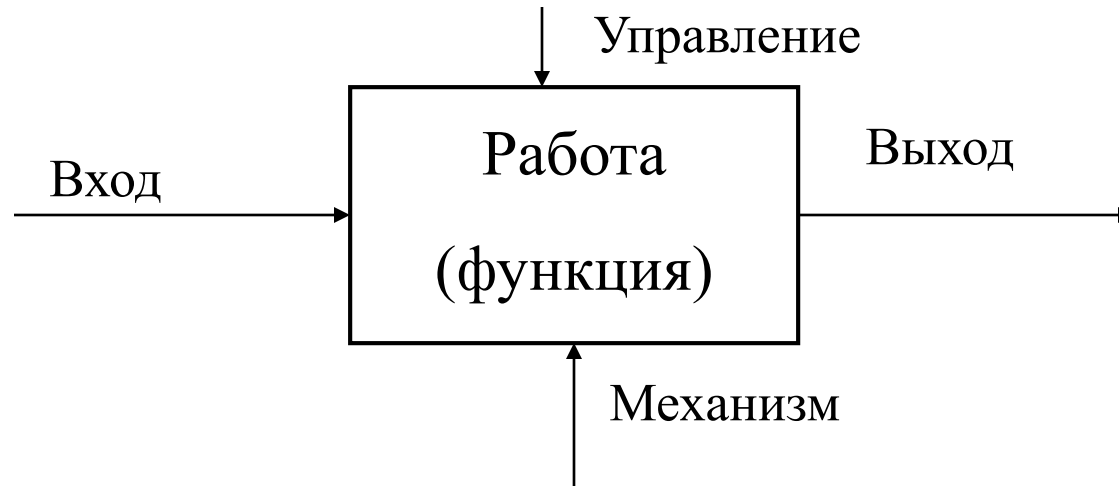 Управление
Работа
Выход
Вход
(функция)
Механизм